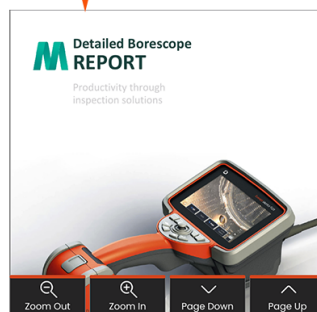 Detailed Borescope
REPORT
Productivity through
inspection solutions
Zoom Out
Zoom In
Page Down
Page Up